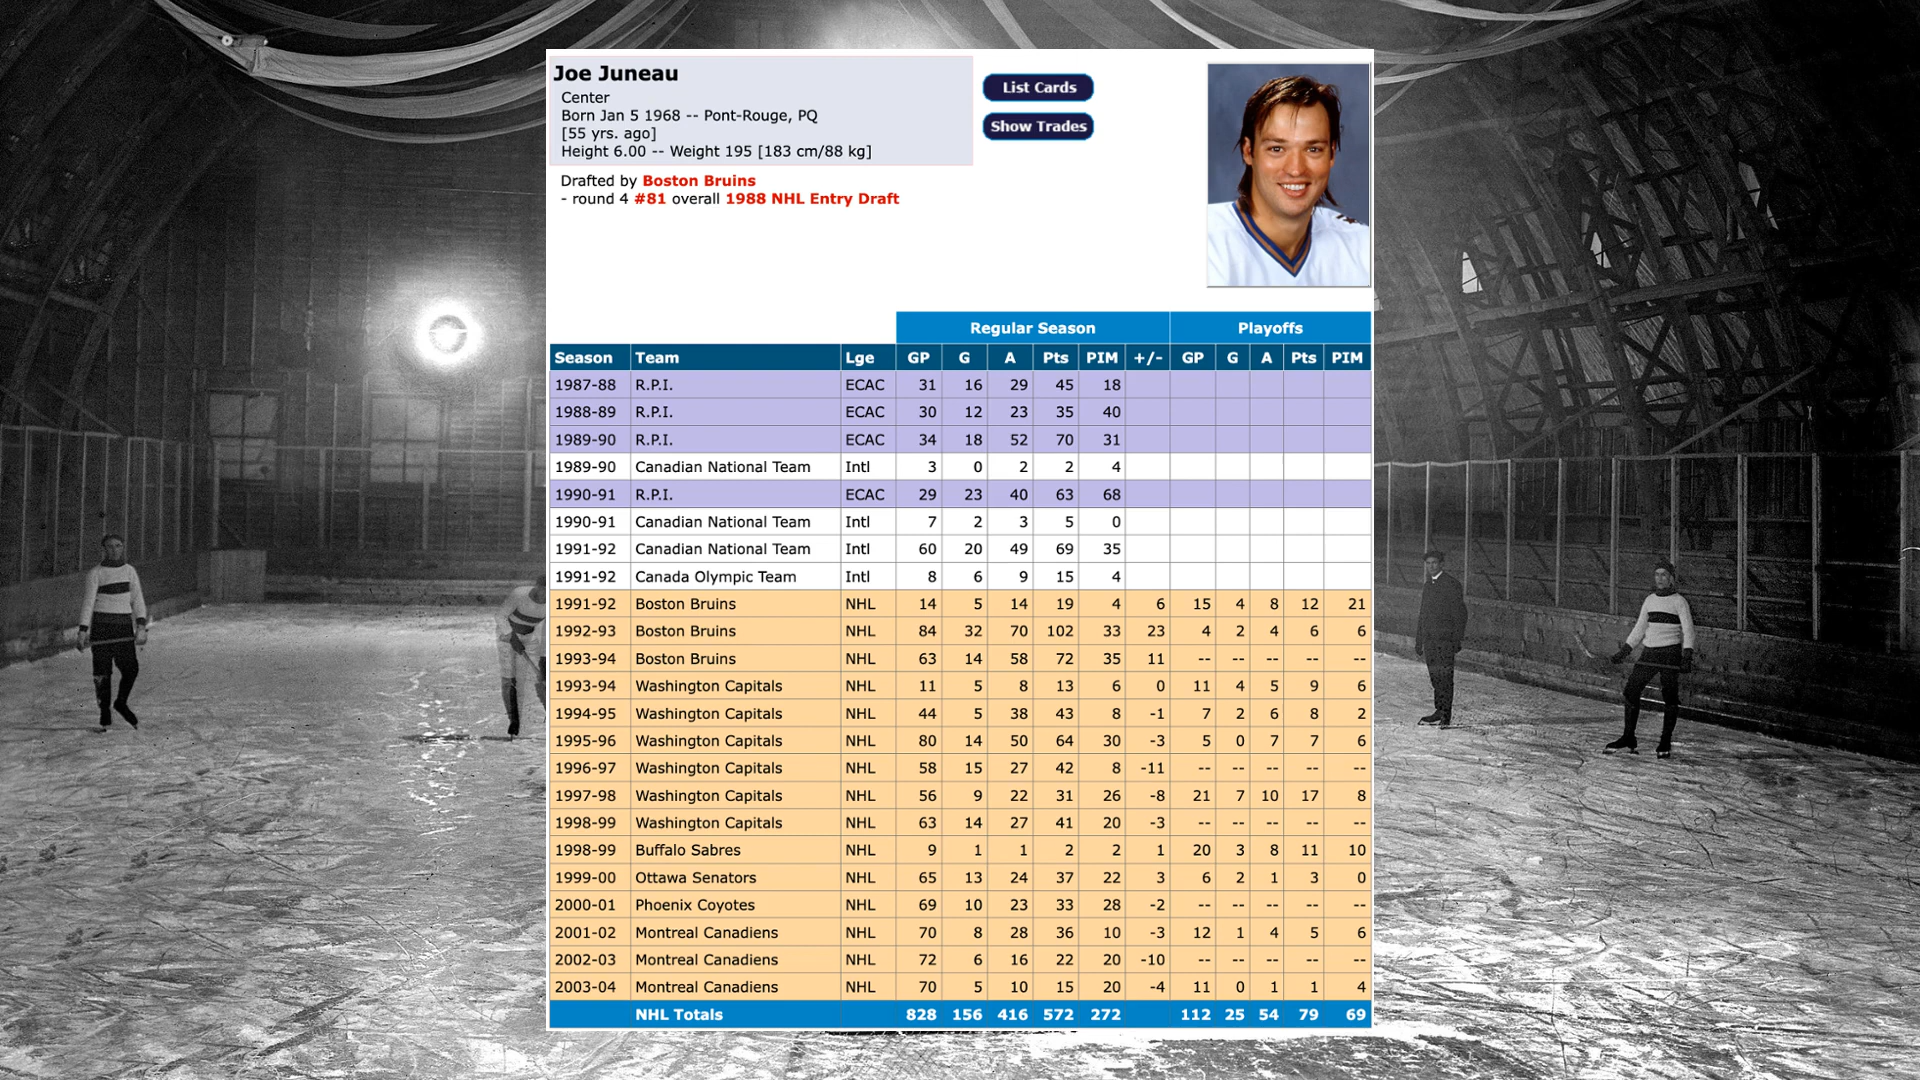 Joe Juneau
Center
Born Jan 5 1968 -- Pont-Rouge, PQ
[55 yrs. ago]
Height 6.00 -- Weight 195 [183 cm/88 kg]
List Cards
Show Trades
Drafted by Boston Bruins
- round 4 #81 overall 1988 NHL Entry Draft
Regular Season Playoffs
Season Team Lge GP G A Pts PIM +/- GP G A Pts PIM
1987-88 R.P.I. ECAC 31 16 29 45 18
1988-89 R.P.I. ECAC 30 12 23 35 40
1989-90 R.P.I. ECAC 34 18 52 70 31
1989-90 Canadian National Team Intl 3 0 2 2 4
1990-91 R.P.I. ECAC 29 23 40 63 68
1990-91 Canadian National Team Intl 7 2 3 5 0
1991-92 Canadian National Team Intl 60 20 49 69 35
1991-92 Canada Olympic Team Intl 8 6 9 15 4
1991-92 Boston Bruins NHL 14 5 14 19 4 6 15 4 8 12 21
1992-93 Boston Bruins NHL 84 32 70 102 33 23 4 2 4 6 6
1993-94 Boston Bruins NHL 63 14 58 72 35 11 -- -- -- -- --
1993-94 Washington Capitals NHL 11 5 8 13 6 0 11 4 5 9 6
1994-95 Washington Capitals NHL 44 5 38 43 8 -1 7 2 6 8 2
1995-96 Washington Capitals NHL 80 14 50 64 30 -3 5 0 7 7 6
1996-97 Washington Capitals NHL 58 15 27 42 8 -11 -- -- -- -- --
1997-98 Washington Capitals NHL 56 9 22 31 26 -8 21 7 10 17 8
1998-99 Washington Capitals NHL 63 14 27 41 20 -3 -- -- -- -- --
1998-99 Buffalo Sabres NHL 9 1 1 2 2 1 20 3 8 11 10
1999-00 Ottawa Senators NHL 65 13 24 37 22 3 6 2 1 3 0
2000-01 Phoenix Coyotes NHL 69 10 23 33 28 -2 -- -- -- -- --
2001-02 Montreal Canadiens NHL 70 8 28 36 10 -3 12 1 4 5 6
2002-03 Montreal Canadiens NHL 72 6 16 22 20 -10 -- -- -- -- --
2003-04 Montreal Canadiens NHL 70 5 10 15 20 -4 11 0 1 1 4
NHL Totals 828 156 416 572 272 112 25 54 79 69